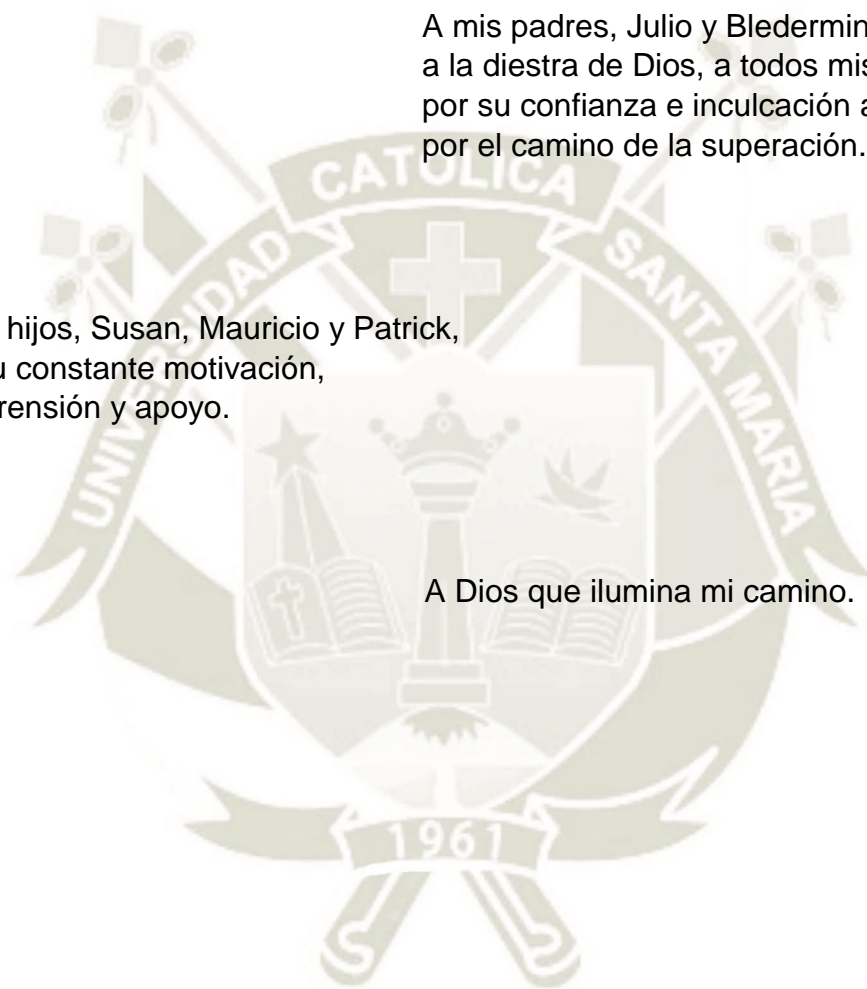 A mis padres, Julio y Bledermin
a la diestra de Dios, a todos mis
por su confianza e inculcación a
por el camino de la superación.
hijos, Susan, Mauricio y Patrick,
constante motivación,
y apoyo.
A Dios que ilumina mi camino.
UNIVERSIDAD CATOLICA SANTA MARIA
1961